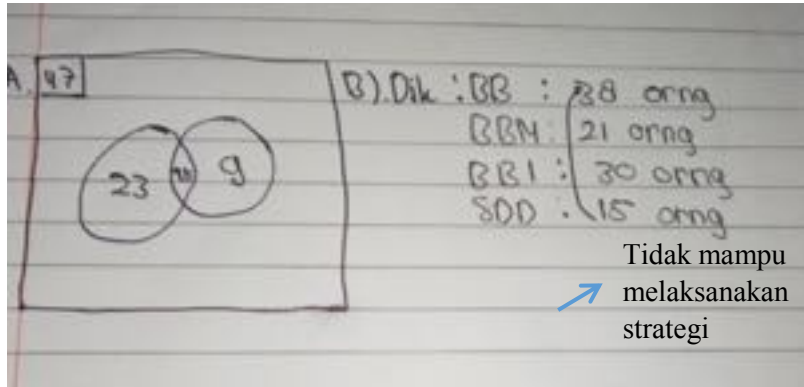 A. 47
23 9
B). Dik : BB : 38 orng
BBM : 21 orng
BBI : 30 orng
SDD : 15 orng
Tidak mampu
melaksanakan
strategi